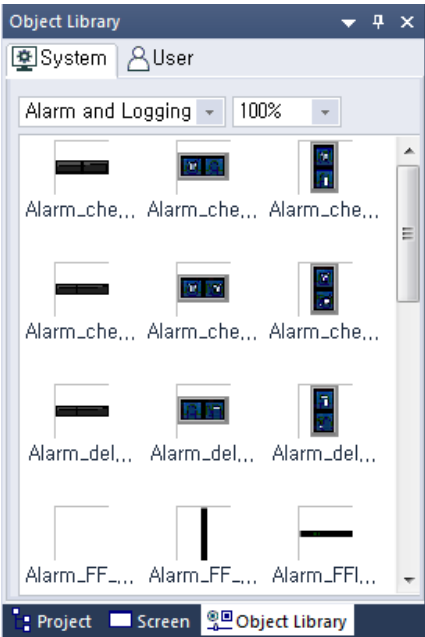 Object Library
System User
Alarm and Logging 100%
Alarm_che... Alarm_che... Alarm_che...
Alarm_che... Alarm_che... Alarm_che...
Alarm_del... Alarm_del... Alarm_del...
Alarm_FF_... Alarm_FF_... Alarm_FFI...
Project Screen Object Library